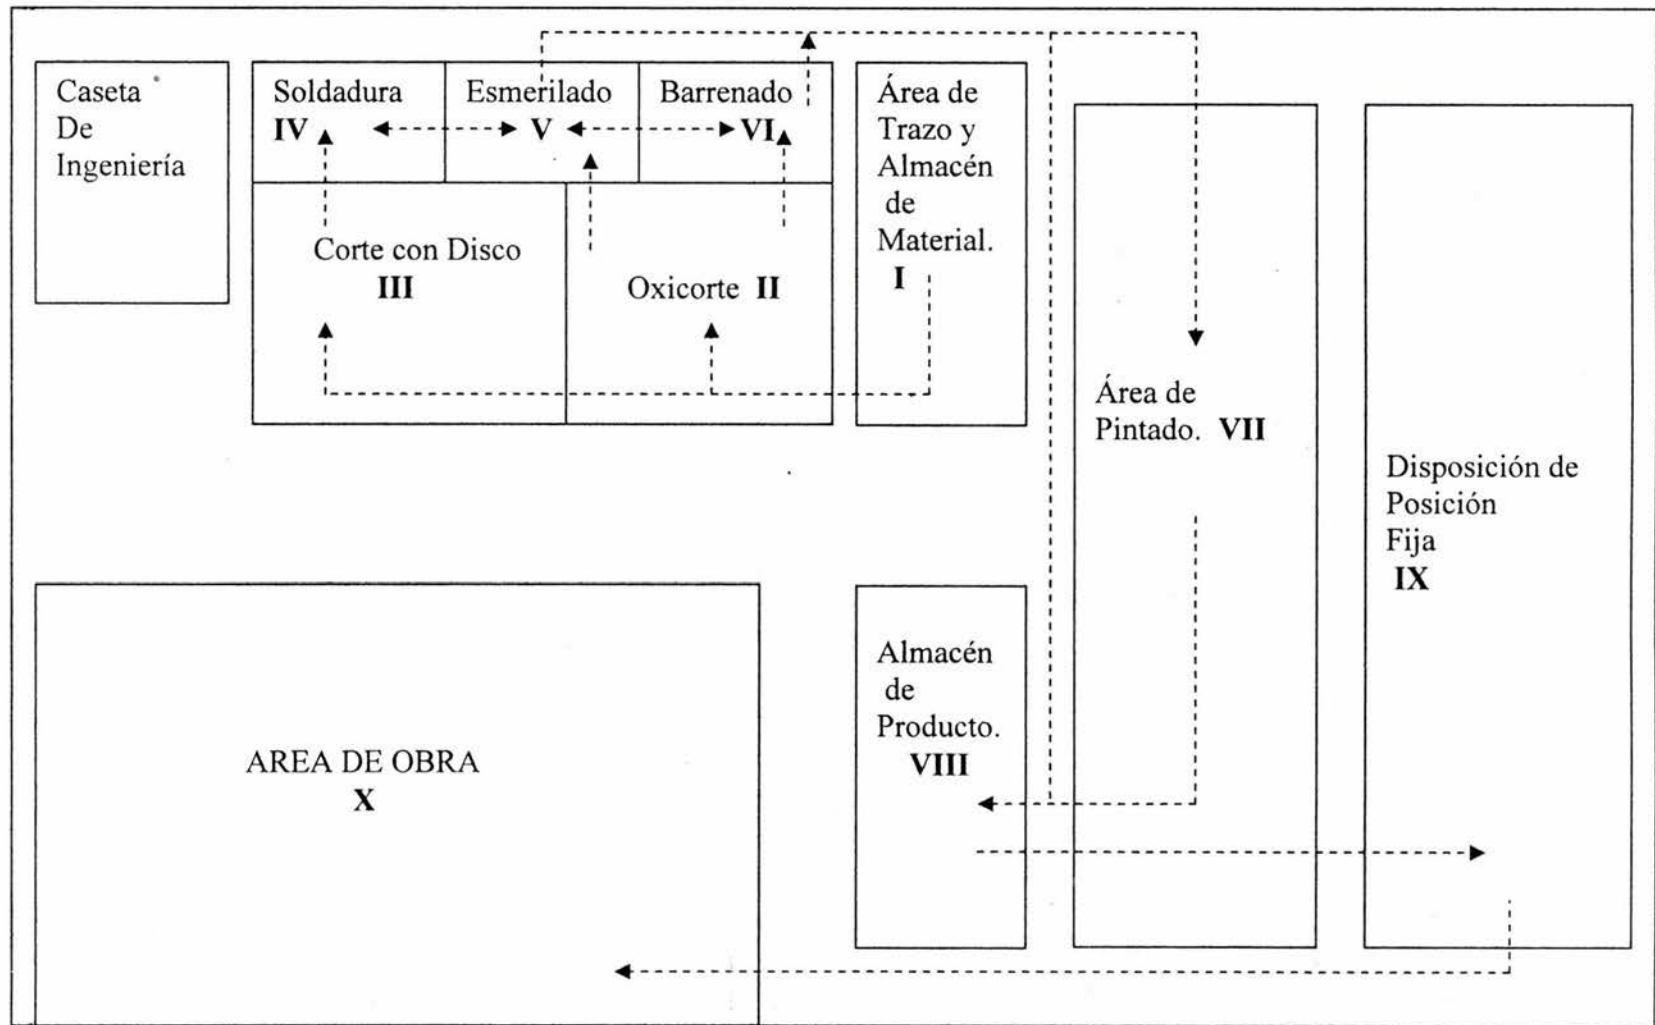 Caseta
De
Ingeniería
Soldadura
IV
Esmerilado
V
Barrenado
VI
Área de
Trazo y
Almacén
de
Material.
I
Corte con Disco
III
Oxicorte II
Área de
Pintado. VII
Disposición de
Posición
Fija
IX
Almacén
de
Producto.
VIII
AREA DE OBRA
X